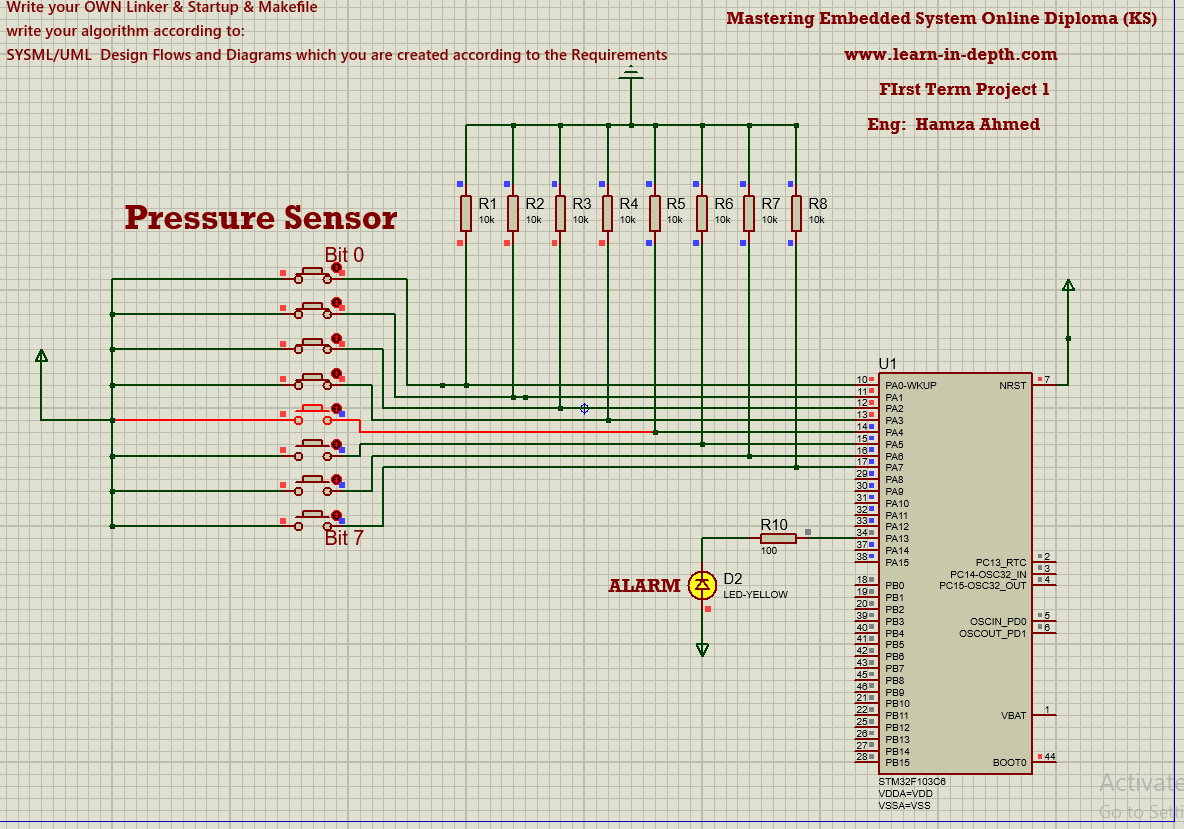 Write your OWN Linker & Startup & Makefile
write your algorithm according to:
SYSML/UML Design Flows and Diagrams which you are created according to the Requirements
Mastering Embedded System Online Diploma (KS)
www.learn-in-depth.com
FIrst Term Project 1
Eng: Hamza Ahmed
Pressure Sensor
Bit 0
Bit 7
R1
10k
R2
10k
R3
10k
R4
10k
R5
10k
R6
10k
R7
10k
R8
10k
R10
100
ALARM
D2
LED-YELLOW
U1
10 PA0-WKUP
11 PA1
12 PA2
13 PA3
14 PA4
15 PA5
16 PA6
17 PA7
29 PA8
30 PA9
31 PA10
32 PA11
33 PA12
34 PA13
37 PA14
38 PA15
18 PB0
19 PB1
20 PB2
39 PB3
40 PB4
41 PB5
42 PB6
43 PB7
45 PB8
46 PB9
21 PB10
22 PB11
25 PB12
26 PB13
27 PB14
28 PB15
NRST 7
PC13_RTC 2
PC14-OSC32_IN 3
PC15-OSC32_OUT 4
OSCIN_PD0 5
OSCOUT_PD1 6
VBAT 1
BOOT0 44
STM32F103C6
VDDA=VDD
VSSA=VSS
Activate
Go to Setti